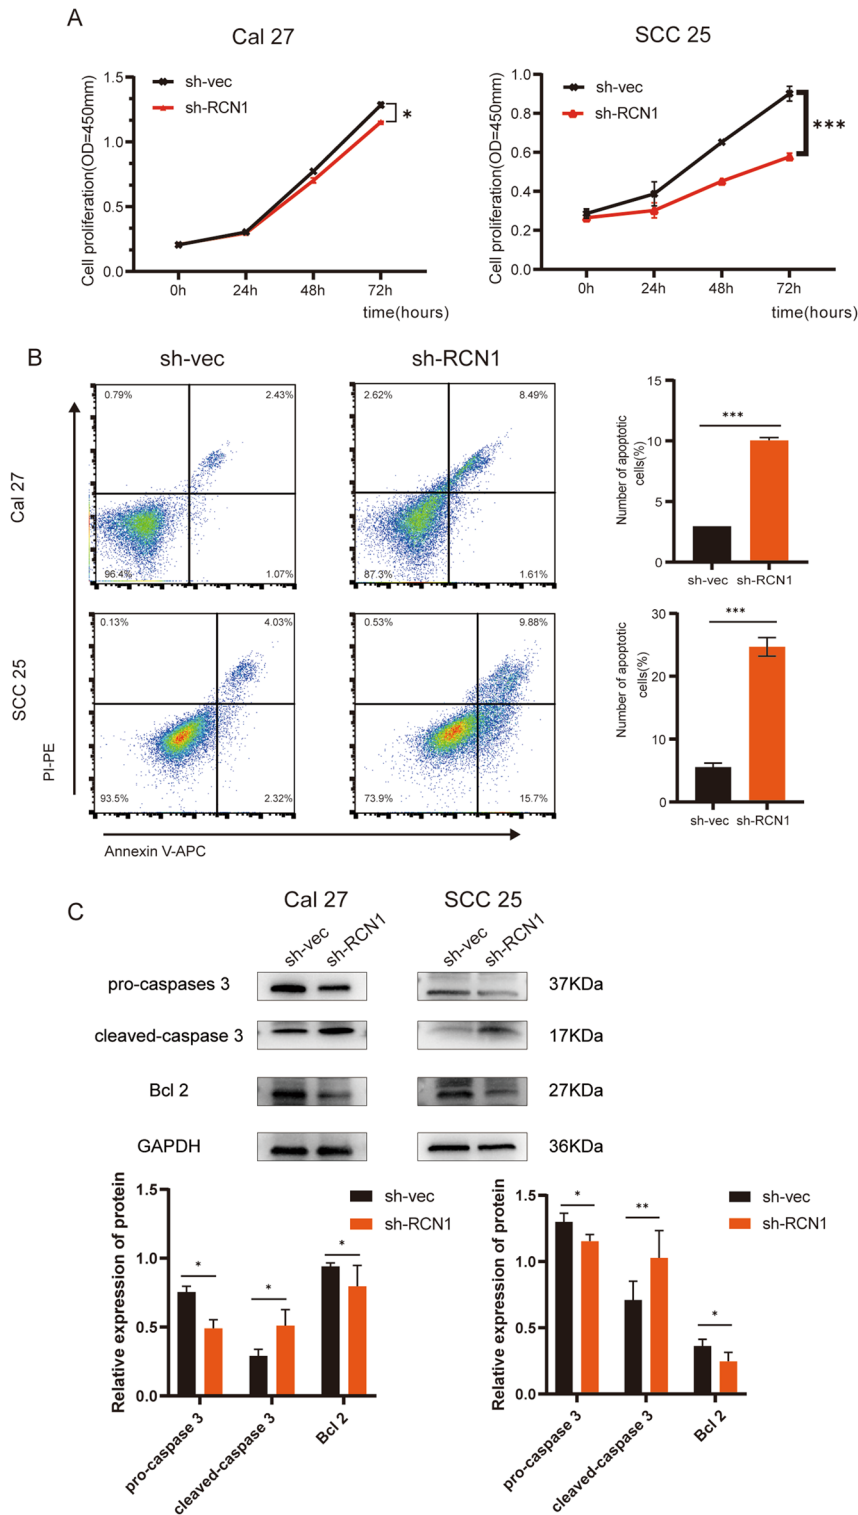 A
Cal 27
SCC 25
Cell proliferation(OD=450mm)
1.5
1.0
0.5
0.0
sh-vec
sh-RCN1
*
0h
24h
48h
72h
time(hours)
Cell proliferation(OD=450mm)
1.0
0.8
0.6
0.4
0.2
0.0
sh-vec
sh-RCN1
***
0h
24h
48h
72h
time(hours)
B
sh-vec
sh-RCN1
Cal 27
0.79%
2.43%
96.4%
1.07%
2.62%
8.49%
87.3%
1.61%
Number of apoptotic
cells(%)
15
10
5
0
***
sh-vec
sh-RCN1
SCC 25
0.13%
4.03%
93.5%
2.32%
0.53%
9.88%
73.9%
15.7%
Number of apoptotic
cells(%)
30
20
10
0
***
sh-vec
sh-RCN1
PI-PE
Annexin V-APC
C
Cal 27
SCC 25
sh-vec
sh-RCN1
sh-vec
sh-RCN1
pro-caspases 3
37KDa
cleaved-caspase 3
17KDa
Bcl 2
27KDa
GAPDH
36KDa
Relative expression of protein
1.5
1.0
0.5
0.0
sh-vec
sh-RCN1
*
*
*
pro-caspase 3
cleaved-caspase 3
Bcl 2
Relative expression of protein
1.5
1.0
0.5
0.0
sh-vec
sh-RCN1
*
**
*
pro-caspase 3
cleaved-caspase 3
Bcl 2